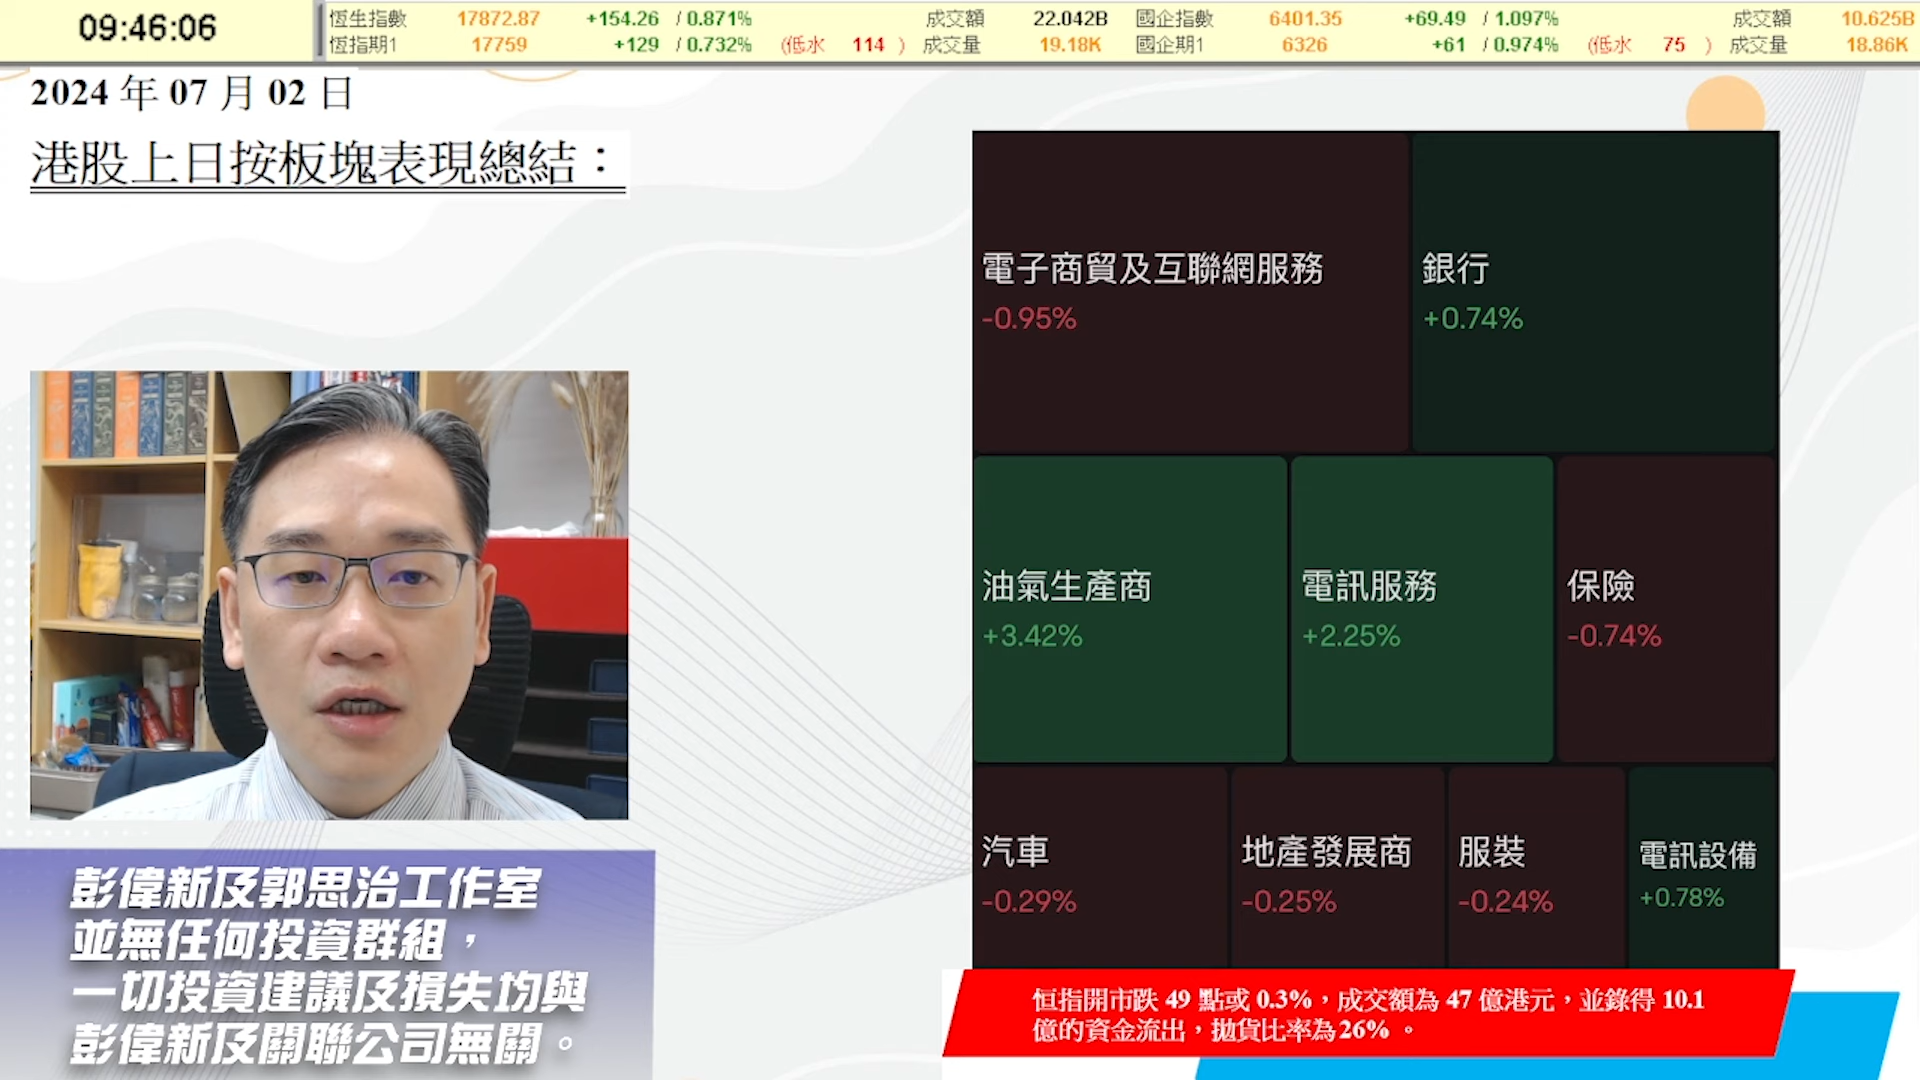 09:46:06
恆生指數 17872.87 +154.26 / 0.871% 成交額 22.042B 國企指數 6401.35 +69.49 / 1.097% 成交額 10.625B
恆指期1 17759 +129 / 0.732% (低水 114 ) 成交量 19.18K 國企期1 6326 +61 / 0.974% (低水 75 ) 成交量 18.86K
2024 年 07 月 02 日
港股上日按板塊表現總結：
電子商貿及互聯網服務
-0.95%
銀行
+0.74%
油氣生產商
+3.42%
電訊服務
+2.25%
保險
-0.74%
汽車
-0.29%
地產發展商
-0.25%
服裝
-0.24%
電訊設備
+0.78%
彭偉新及郭思治工作室
並無任何投資群組，
一切投資建議及損失均與
彭偉新及關聯公司無關。
恒指開市跌 49 點或 0.3%，成交額為 47 億港元，並錄得 10.1
億的資金流出，拋貨比率為26% 。